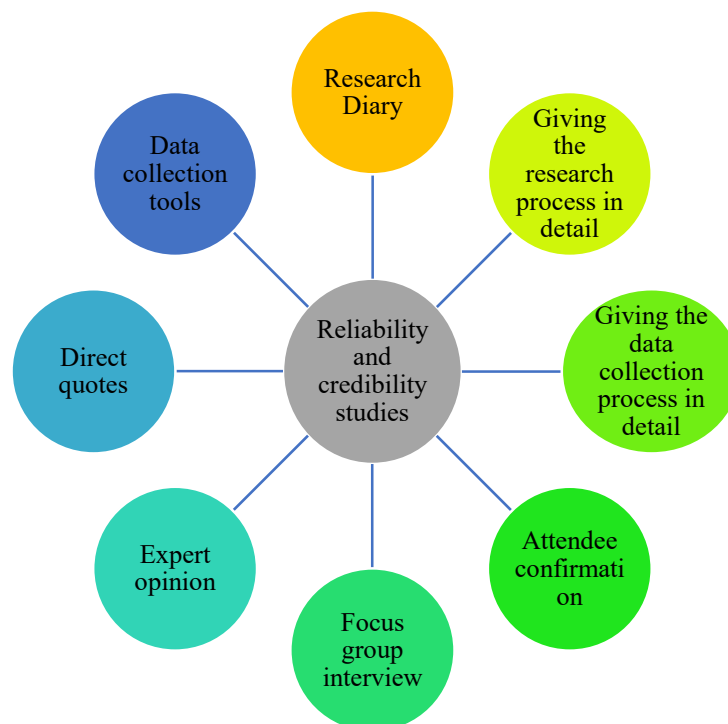 Research
Diary
Giving
the
research
process in
detail
Giving the
data
collection
process in
detail
Attendee
confirmati
on
Focus
group
interview
Expert
opinion
Direct
quotes
Data
collection
tools
Reliability
and
credibility
studies